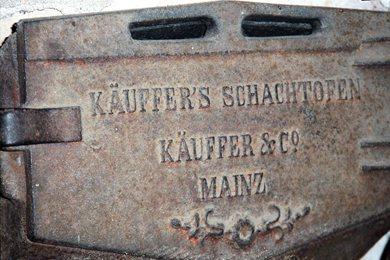 KÄUFFER'S SCHACHTOFEN
KÄUFFER & Cº
MAINZ